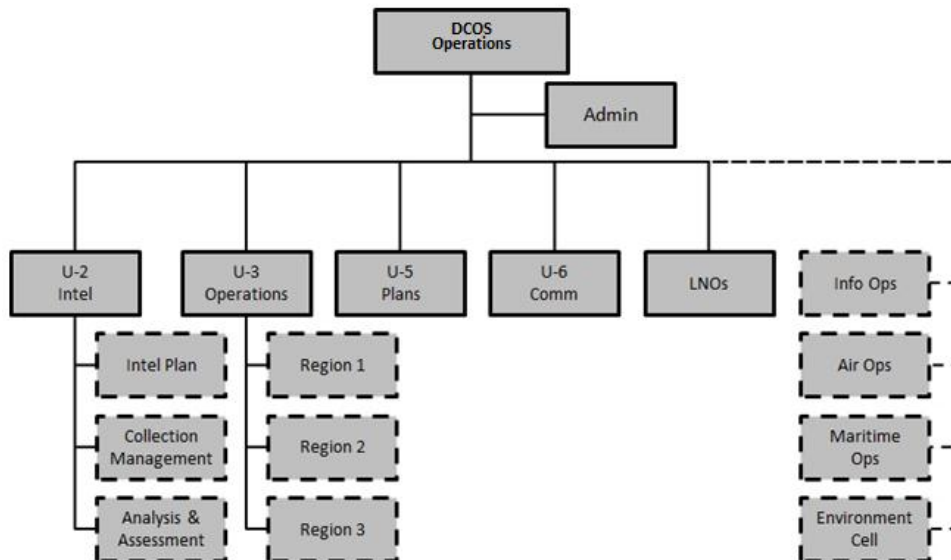 DCOS
Operations
Admin
U-2
Intel
U-3
Operations
U-5
Plans
U-6
Comm
LNOs
Info Ops
Intel Plan
Region 1
Air Ops
Collection
Management
Region 2
Maritime
Ops
Analysis &
Assessment
Region 3
Environment
Cell